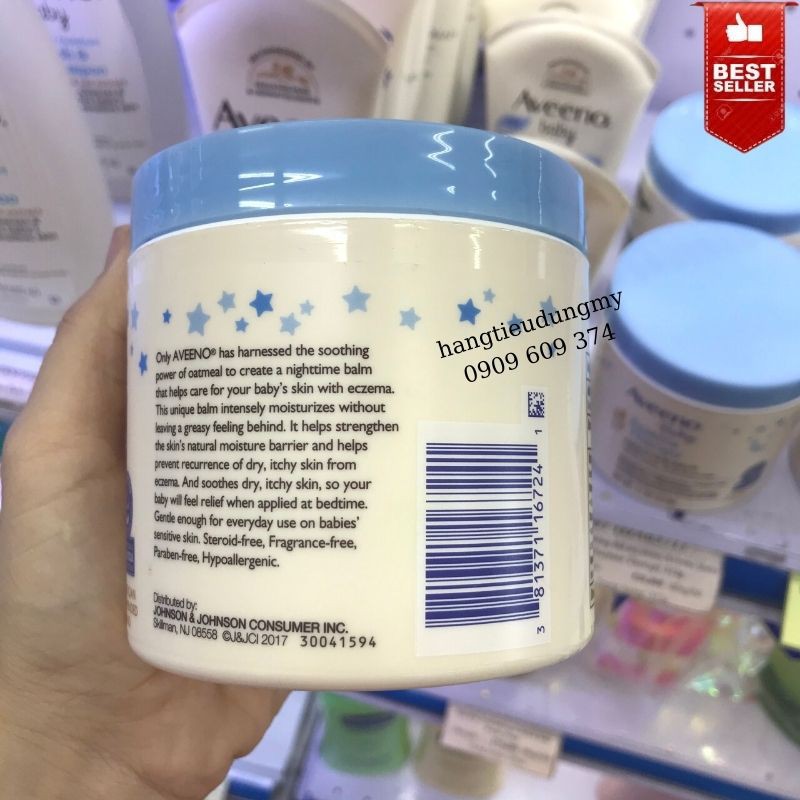 BEST
SELLER
baby
Aveeno
Aveeno
baby
hangtieudungmy
0909 609 374
Only AVEENO® has harnessed the soothing
power of oatmeal to create a nighttime balm
that helps care for your baby's skin with eczema.
This unique balm intensely moisturizes without
leaving a greasy feeling behind. It helps strengthen
the skin's natural moisture barrier and helps
prevent recurrence of dry, itchy skin from
eczema. And soothes dry, itchy skin, so your
baby will feel relief when applied at bedtime.
Gentle enough for everyday use on babies'
sensitive skin. Steroid-free, Fragrance-free,
Paraben-free, Hypoallergenic.
Distributed by:
JOHNSON & JOHNSON CONSUMER INC.
Skillman, NJ 08558 ©J&JCI 2017 30041594
3 81371 16724 1
Aveeno
baby